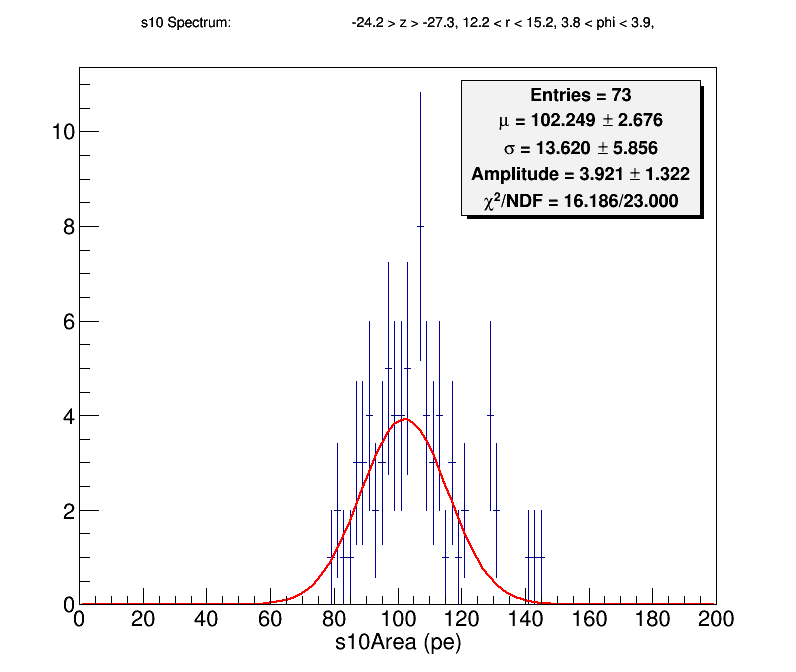 s10 Spectrum: -24.2 > z > -27.3, 12.2 < r < 15.2, 3.8 < phi < 3.9,
Entries = 73
μ = 102.249 ± 2.676
σ = 13.620 ± 5.856
Amplitude = 3.921 ± 1.322
χ²/NDF = 16.186/23.000
10
8
6
4
2
0
0 20 40 60 80 100 120 140 160 180 200
s10Area (pe)